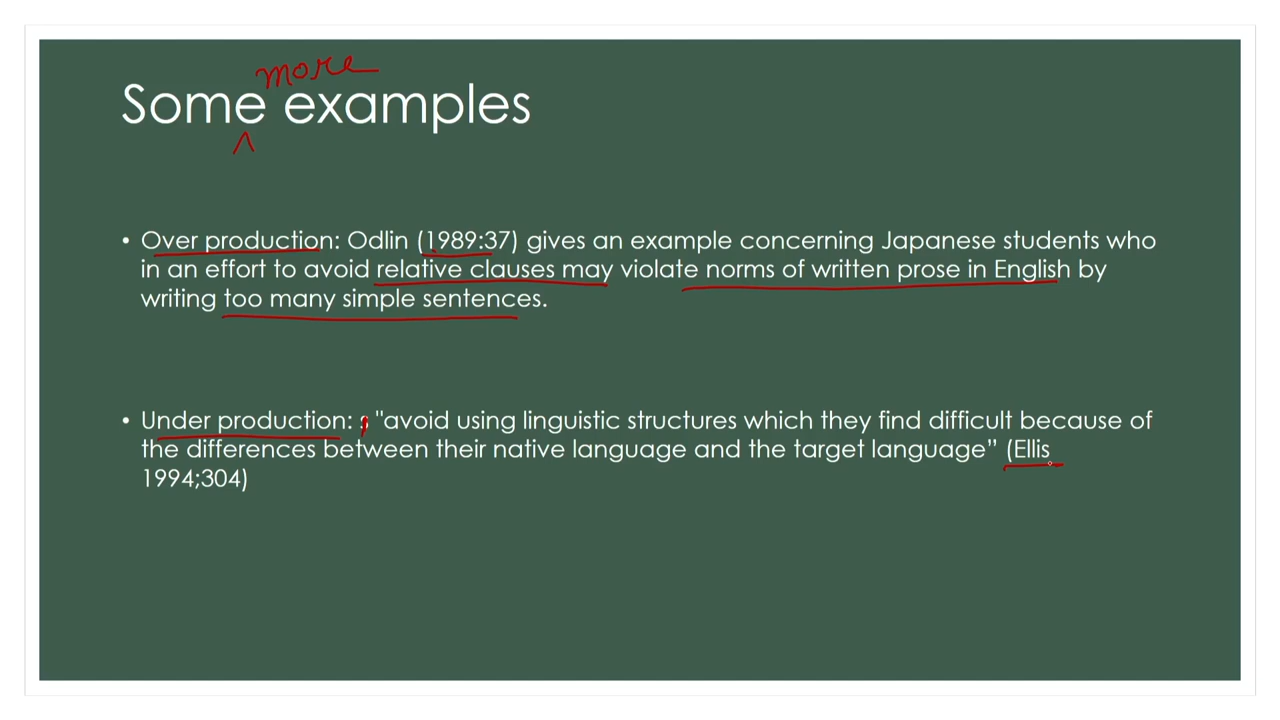 more
Some examples
• Over production: Odlin (1989:37) gives an example concerning Japanese students who
in an effort to avoid relative clauses may violate norms of written prose in English by
writing too many simple sentences.
• Under production: s "avoid using linguistic structures which they find difficult because of
the differences between their native language and the target language” (Ellis
1994;304)